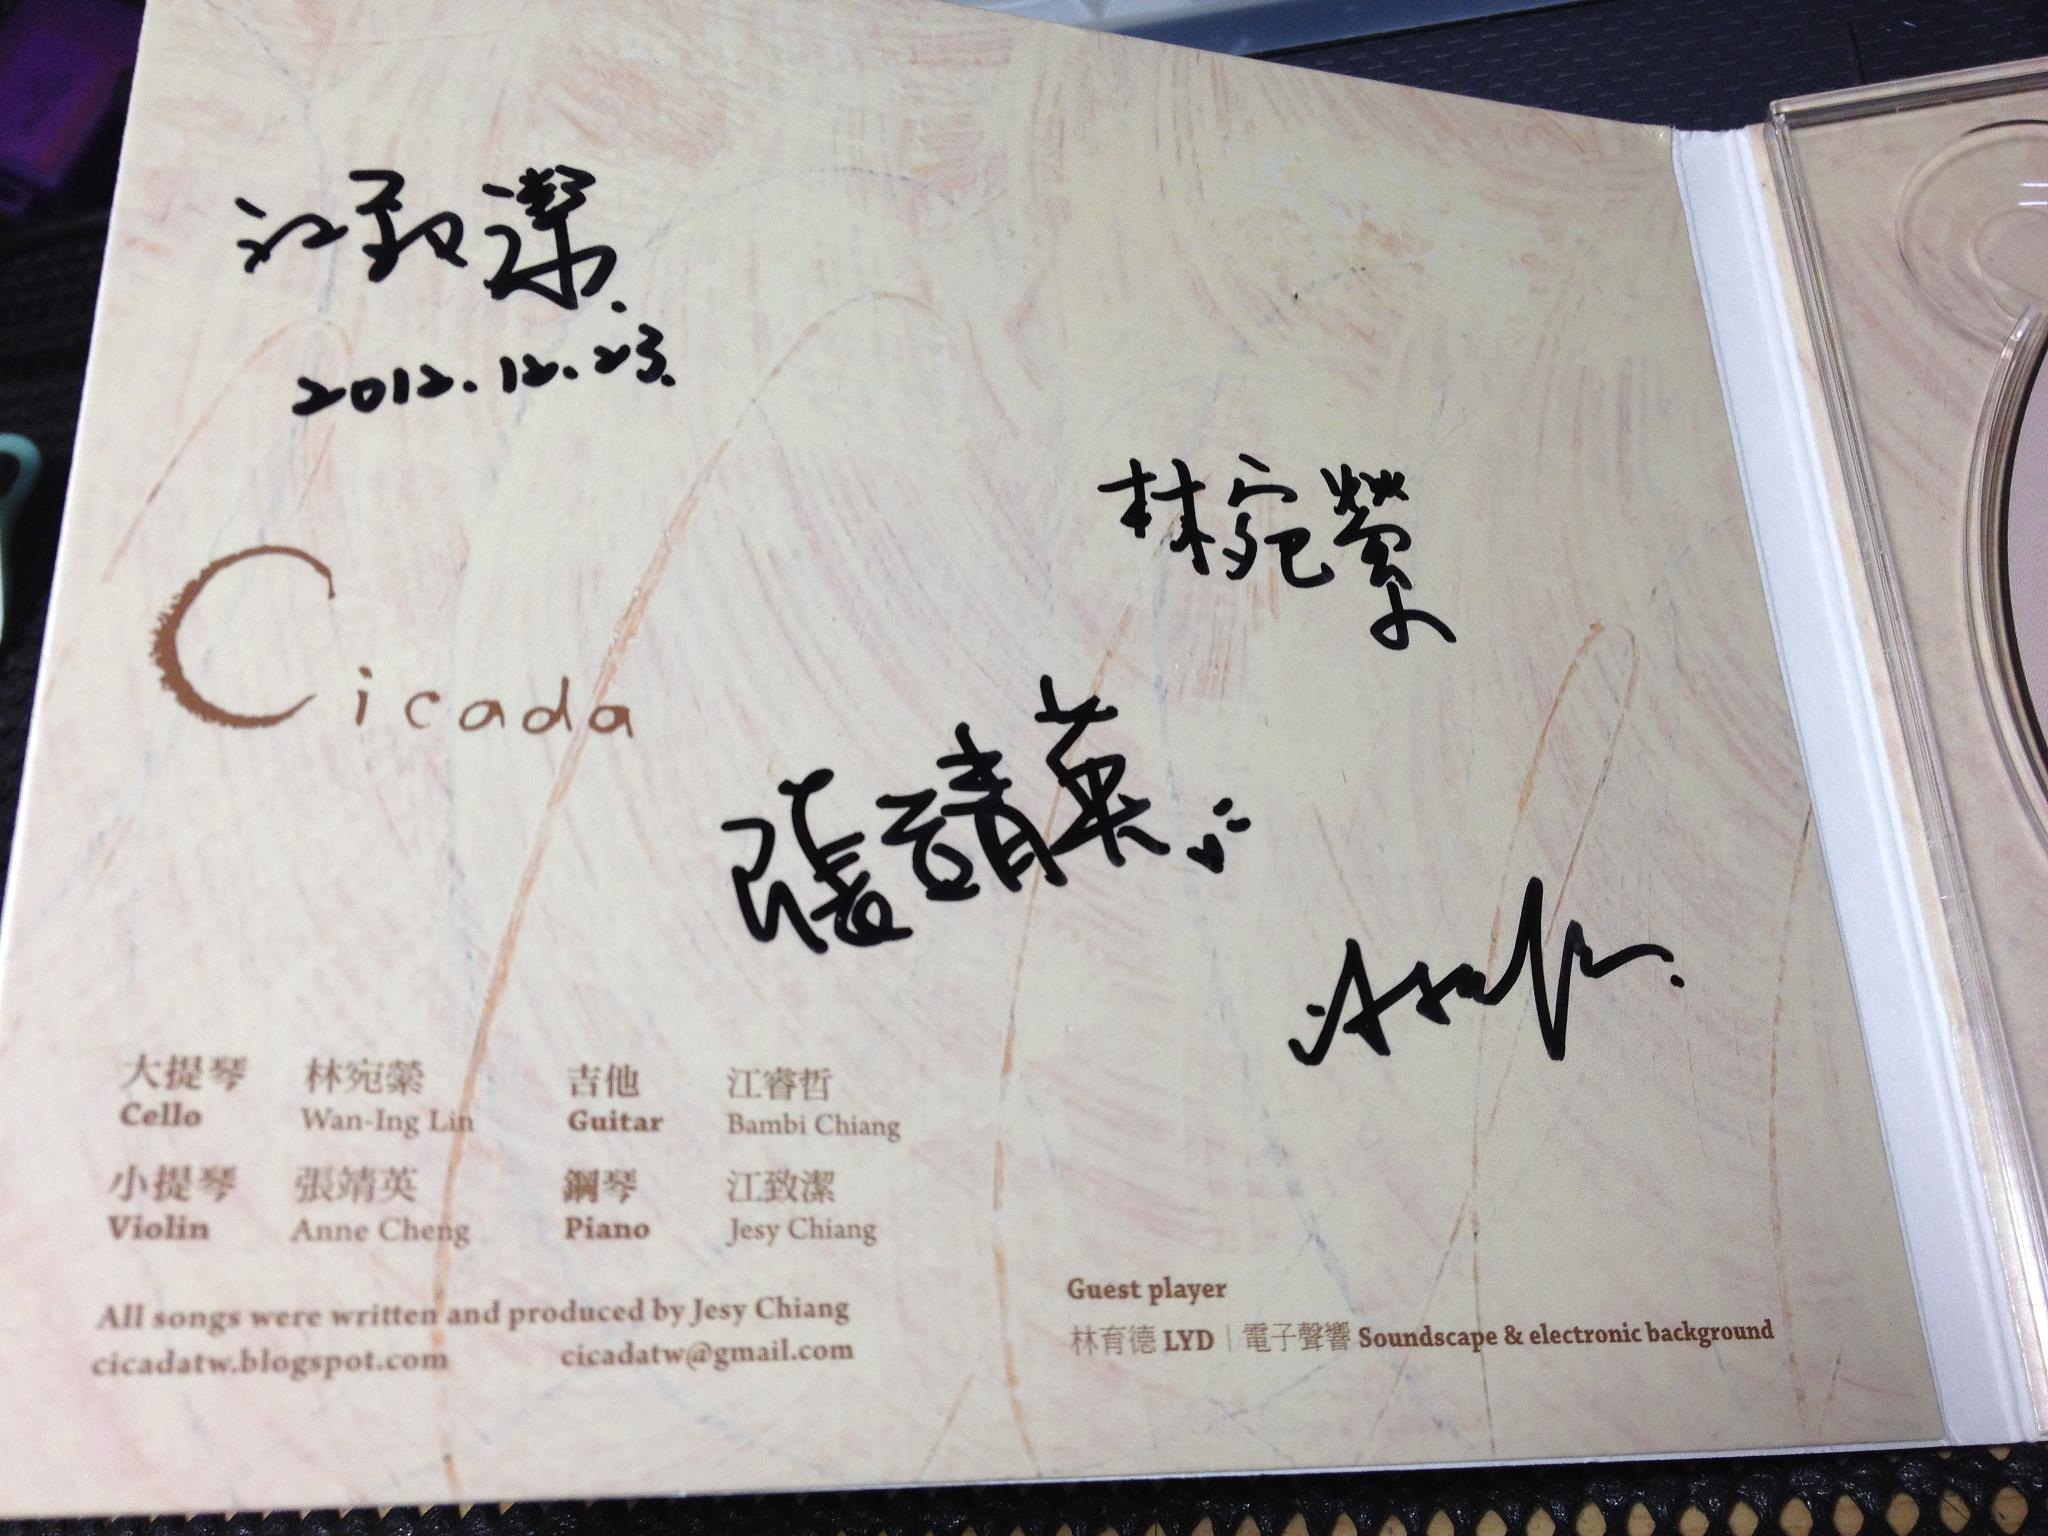 江致潔.
2012.12.23.
林宛縈
Cicada
張靖英
大提琴 林宛縈 吉他 江睿哲
Cello Wan-Ing Lin Guitar Bambi Chiang
小提琴 張靖英 鋼琴 江致潔
Violin Anne Cheng Piano Jesy Chiang
All songs were written and produced by Jesy Chiang
cicadatw.blogspot.com cicadatw@gmail.com
Guest player
林育德 LYD | 電子聲響 Soundscape & electronic background